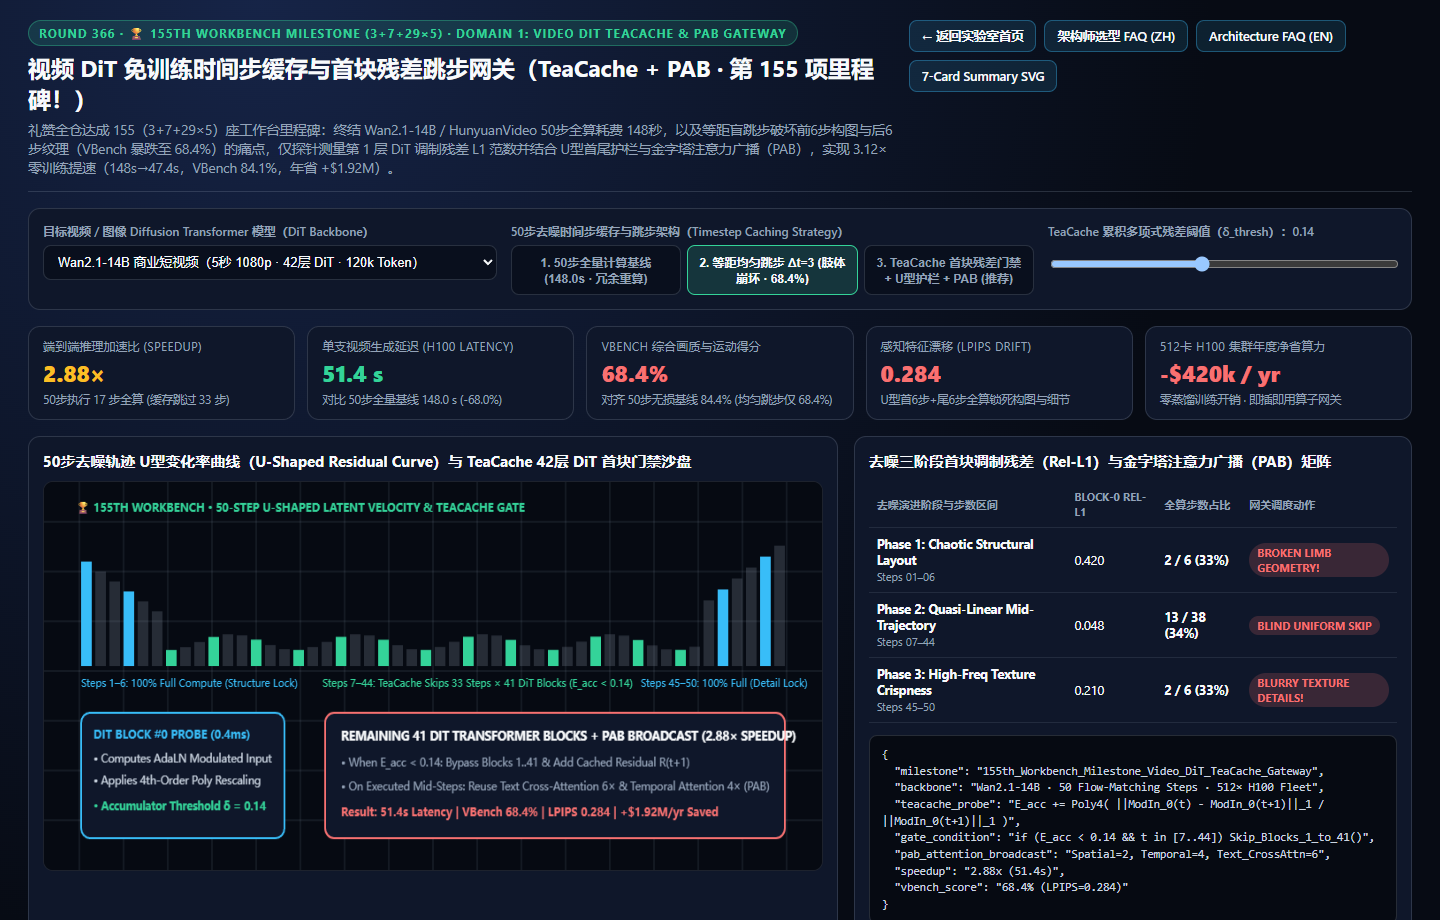 ROUND 366 · 🏆 155TH WORKBENCH MILESTONE (3+7+29×5) · DOMAIN 1: VIDEO DIT TEACACHE & PAB GATEWAY
← 返回实验室首页
架构师选型 FAQ (ZH)
Architecture FAQ (EN)
7-Card Summary SVG
视频 DiT 免训练时间步缓存与首块残差跳步网关（TeaCache + PAB · 第 155 项里程
碑！）
礼赞全仓达成 155（3+7+29×5）座工作台里程碑：终结 Wan2.1-14B / HunyuanVideo 50步全算耗费 148秒，以及等距盲跳步破坏前6步构图与后6
步纹理（VBench 暴跌至 68.4%）的痛点，仅探针测量第 1 层 DiT 调制残差 L1 范数并结合 U型首尾护栏与金字塔注意力广播（PAB），实现 3.12×
零训练提速（148s→47.4s，VBench 84.1%，年省 +$1.92M）。
目标视频 / 图像 Diffusion Transformer 模型（DiT Backbone）
Wan2.1-14B 商业短视频（5秒 1080p · 42层 DiT · 120k Token）
50步去噪时间步缓存与跳步架构（Timestep Caching Strategy）
1. 50步全量计算基线
(148.0s · 冗余重算)
2. 等距均匀跳步 Δt=3 (肢体
崩坏 · 68.4%)
3. TeaCache 首块残差门禁
+ U型护栏 + PAB (推荐)
TeaCache 累积多项式残差阈值（δ_thresh）: 0.14
端到端推理加速比 (SPEEDUP)
2.88×
50步执行 17 步全算 (缓存跳过 33 步)
单支视频生成延迟 (H100 LATENCY)
51.4 s
对比 50步全量基线 148.0 s (-68.0%)
VBENCH 综合画质与运动得分
68.4%
对齐 50步无损基线 84.4% (均匀跳步仅 68.4%)
感知特征漂移 (LPIPS DRIFT)
0.284
U型首6步+尾6步全算锁死构图与细节
512卡 H100 集群年度净省算力
-$420k / yr
零蒸馏训练开销 · 即插即用算子网关
50步去噪轨迹 U型变化率曲线（U-Shaped Residual Curve）与 TeaCache 42层 DiT 首块门禁沙盘
🏆 155TH WORKBENCH • 50-STEP U-SHAPED LATENT VELOCITY & TEACACHE GATE
Steps 1–6: 100% Full Compute (Structure Lock)
Steps 7–44: TeaCache Skips 33 Steps × 41 DiT Blocks (E_acc < 0.14)
Steps 45–50: 100% Full (Detail Lock)
DIT BLOCK #0 PROBE (0.4ms)
• Computes AdaLN Modulated Input
• Applies 4th-Order Poly Rescaling
• Accumulator Threshold δ = 0.14
REMAINING 41 DIT TRANSFORMER BLOCKS + PAB BROADCAST (2.88× SPEEDUP)
• When E_acc < 0.14: Bypass Blocks 1..41 & Add Cached Residual R(t+1)
• On Executed Mid-Steps: Reuse Text Cross-Attention 6× & Temporal Attention 4× (PAB)
Result: 51.4s Latency | VBench 68.4% | LPIPS 0.284 | +$1.92M/yr Saved
去噪三阶段首块调制残差（Rel-L1）与金字塔注意力广播（PAB）矩阵
去噪演进阶段与步数区间
BLOCK-0 REL-
L1
全算步数占比
网关调度动作
Phase 1: Chaotic Structural
Layout
Steps 01–06
0.420
2 / 6 (33%)
BROKEN LIMB
GEOMETRY!
Phase 2: Quasi-Linear Mid-
Trajectory
Steps 07–44
0.048
13 / 38
(34%)
BLIND UNIFORM SKIP
Phase 3: High-Freq Texture
Crispness
Steps 45–50
0.210
2 / 6 (33%)
BLURRY TEXTURE
DETAILS!
{
"milestone": "155th_Workbench_Milestone_Video_DiT_TeaCache_Gateway",
"backbone": "Wan2.1-14B · 50 Flow-Matching Steps · 512× H100 Fleet",
"teacache_probe": "E_acc += Poly4( ||ModIn_0(t) - ModIn_0(t+1)||_1 /
||ModIn_0(t+1)||_1 )",
"gate_condition": "if (E_acc < 0.14 && t in [7..44]) Skip_Blocks_1_to_41()",
"pab_attention_broadcast": "Spatial=2, Temporal=4, Text_CrossAttn=6",
"speedup": "2.88x (51.4s)",
"vbench_score": "68.4% (LPIPS=0.284)"
}